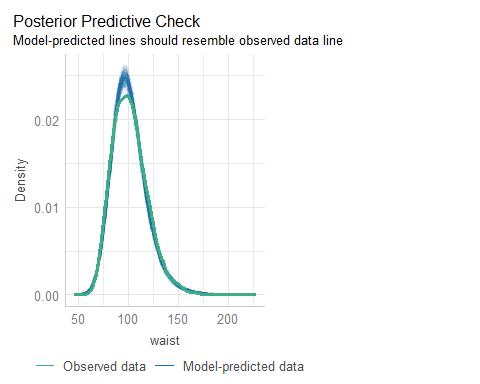 Posterior Predictive Check
Model-predicted lines should resemble observed data line
0.02
0.01
0.00
Density
50 100 150 200
waist
Observed data Model-predicted data